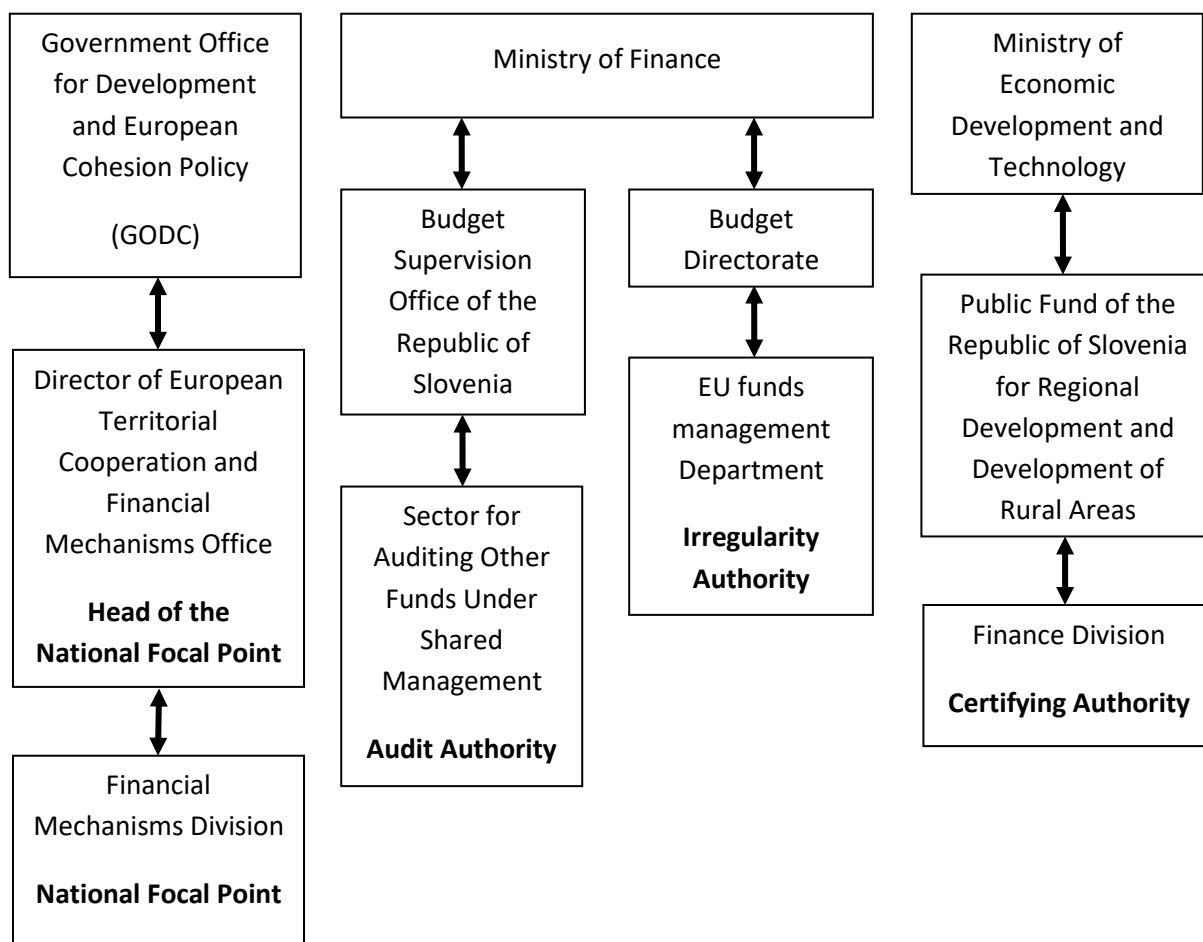 Government Office
for Development
and European
Cohesion Policy
(GODC)
Director of European
Territorial
Cooperation and
Financial
Mechanisms Office
Head of the
National Focal Point
Financial
Mechanisms Division
National Focal Point
Ministry of Finance
Budget
Supervision
Office of the
Republic of
Slovenia
Sector for
Auditing Other
Funds Under
Shared
Management
Audit Authority
Budget
Directorate
EU funds
management
Department
Irregularity
Authority
Ministry of
Economic
Development and
Technology
Public Fund of the
Republic of Slovenia
for Regional
Development and
Development of
Rural Areas
Finance Division
Certifying Authority